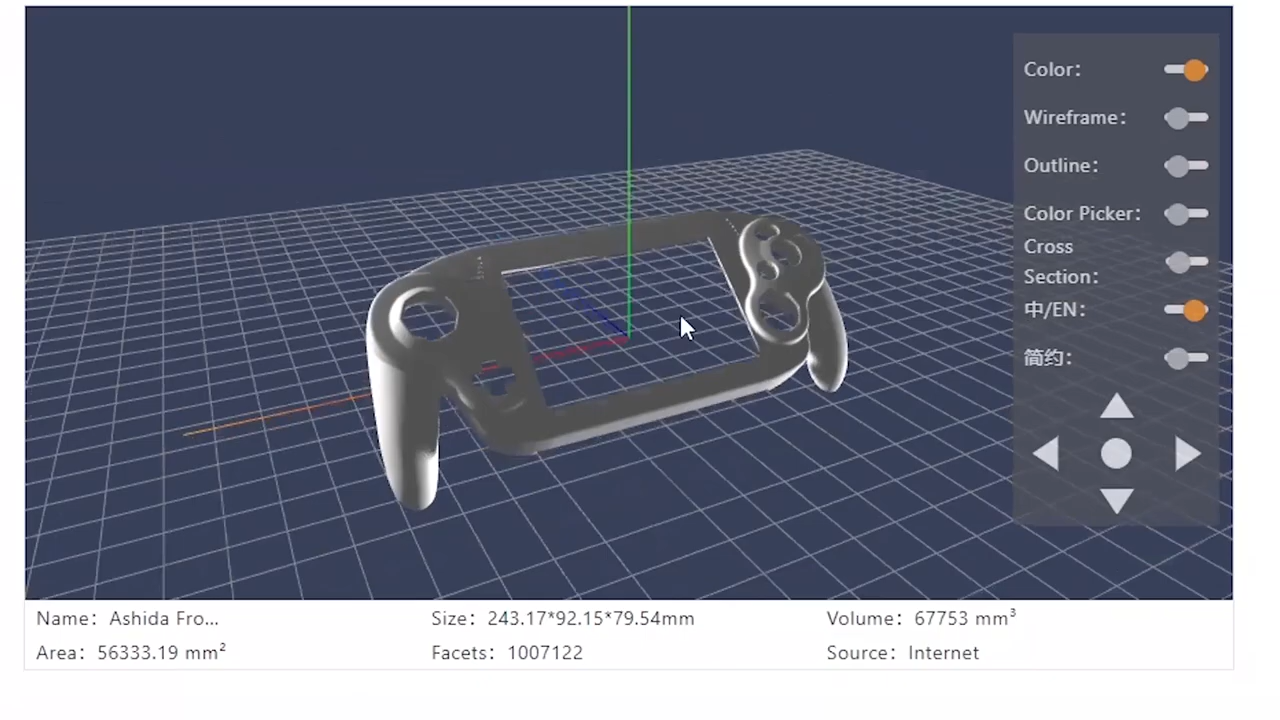 Color:
Wireframe:
Outline:
Color Picker:
Cross
Section:
中/EN:
简约:
Name: Ashida Fro...
Size: 243.17*92.15*79.54mm
Volume: 67753 mm³
Area: 56333.19 mm²
Facets: 1007122
Source: Internet